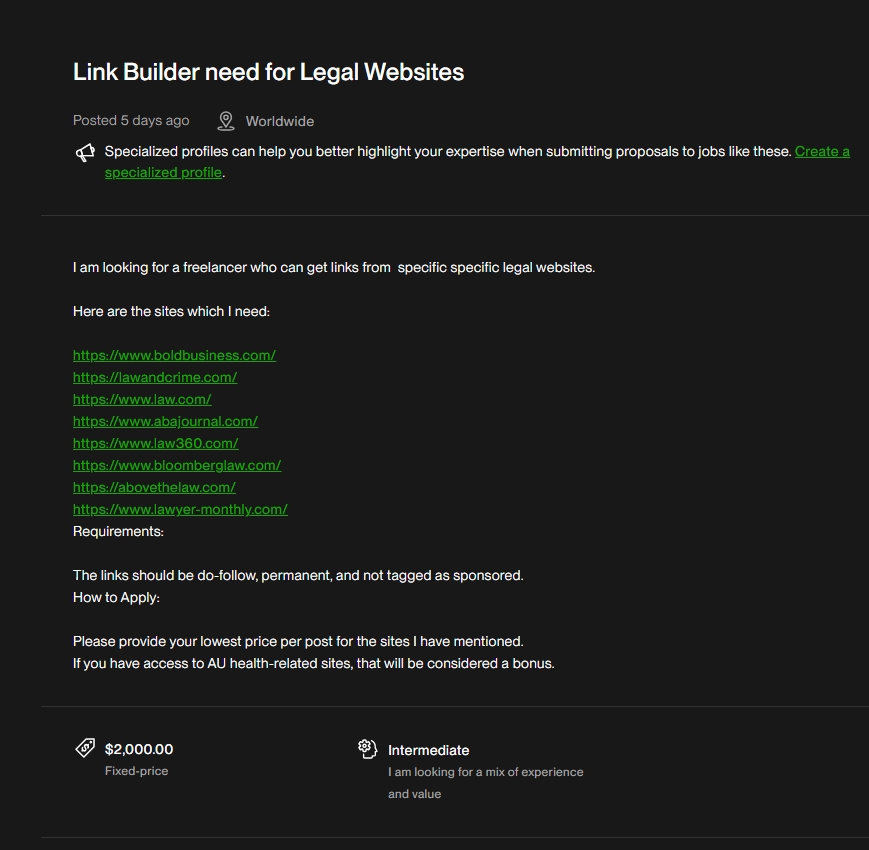 Link Builder need for Legal Websites
Posted 5 days ago Worldwide
Specialized profiles can help you better highlight your expertise when submitting proposals to jobs like these. Create a
specialized profile.
I am looking for a freelancer who can get links from  specific specific legal websites.
Here are the sites which I need:
https://www.boldbusiness.com/
https://lawandcrime.com/
https://www.law.com/
https://www.abajournal.com/
https://www.law360.com/
https://www.bloomberglaw.com/
https://abovethelaw.com/
https://www.lawyer-monthly.com/
Requirements:
The links should be do-follow, permanent, and not tagged as sponsored.
How to Apply:
Please provide your lowest price per post for the sites I have mentioned.
If you have access to AU health-related sites, that will be considered a bonus.
$2,000.00
Fixed-price
Intermediate
I am looking for a mix of experience
and value